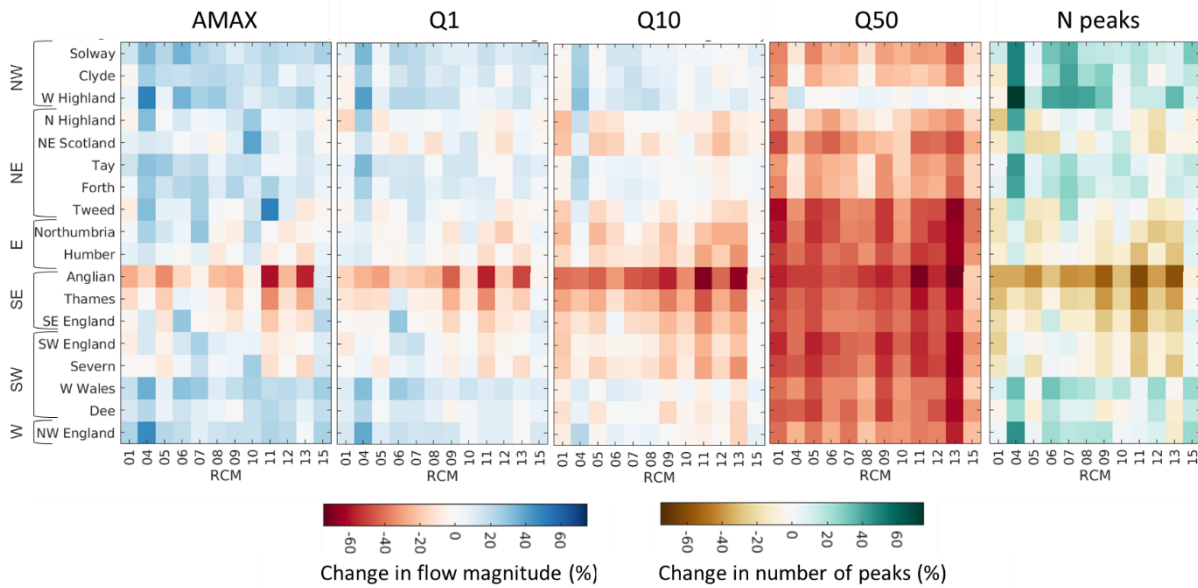 AMAX Q1 Q10 Q50 N peaks
NW
Solway
Clyde
W Highland
NE
N Highland
NE Scotland
Tay
Forth
Tweed
E
Northumbria
Humber
SE
Anglian
Thames
SE England
SW
SW England
Severn
W Wales
Dee
W
NW England
01 04 05 06 07 08 09 10 11 12 13 15
01 04 05 06 07 08 09 10 11 12 13 15
01 04 05 06 07 08 09 10 11 12 13 15
01 04 05 06 07 08 09 10 11 12 13 15
01 04 05 06 07 08 09 10 11 12 13 15
RCM RCM RCM RCM RCM
-60 -40 -20 0 20 40 60
Change in flow magnitude (%)
-60 -40 -20 0 20 40 60
Change in number of peaks (%)